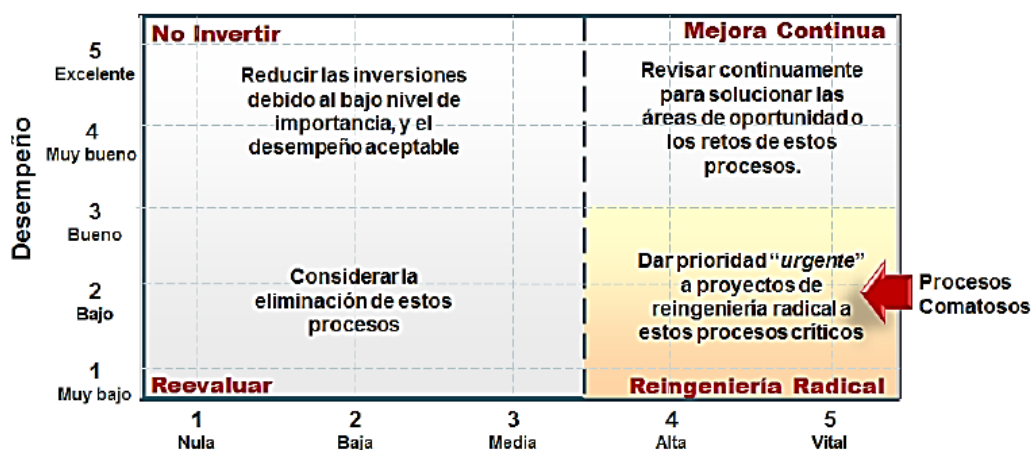 No Invertir
Mejora Continua
Reducir las inversiones
debido al bajo nivel de
importancia, y el
desempeño aceptable
Revisar continuamente
para solucionar las
áreas de oportunidad o
los retos de estos
procesos.
Desempeño
5
Excelente
4
Muy bueno
3
Bueno
2
Bajo
1
Muy bajo
Considerar la
eliminación de estos
procesos
Dar prioridad “urgente”
a proyectos de
reingeniería radical a
estos procesos críticos
Procesos
Comatosos
Reevaluar
Reingeniería Radical
1
Nula
2
Baja
3
Media
4
Alta
5
Vital